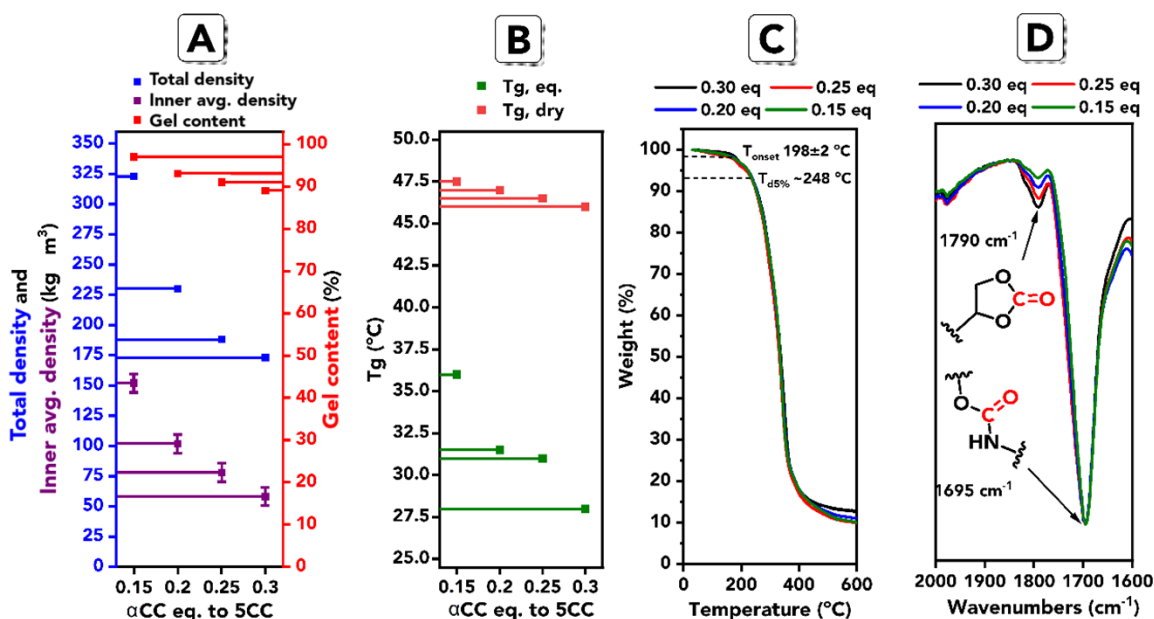 A
Total density
Inner avg. density
Gel content
Total density and
Inner avg. density (kg m³)
350
325
300
275
250
225
200
175
150
125
100
75
50
25
0
100
90
80
70
60
50
40
30
20
10
0
Gel content (%)
0.15 0.2 0.25 0.3
αCC eq. to 5CC
B
Tg, eq.
Tg, dry
Tg (°C)
50.0
47.5
45.0
42.5
40.0
37.5
35.0
32.5
30.0
27.5
25.0
0.15 0.2 0.25 0.3
αCC eq. to 5CC
C
0.30 eq 0.25 eq
0.20 eq 0.15 eq
Weight (%)
100
90
80
70
60
50
40
30
20
10
0
Tonset 198±2 °C
Td5% ~248 °C
0 200 400 600
Temperature (°C)
D
0.30 eq 0.25 eq
0.20 eq 0.15 eq
1790 cm⁻¹
O
O
C=O
O
O
C
NH
1695 cm⁻¹
2000 1900 1800 1700 1600
Wavenumbers (cm⁻¹)